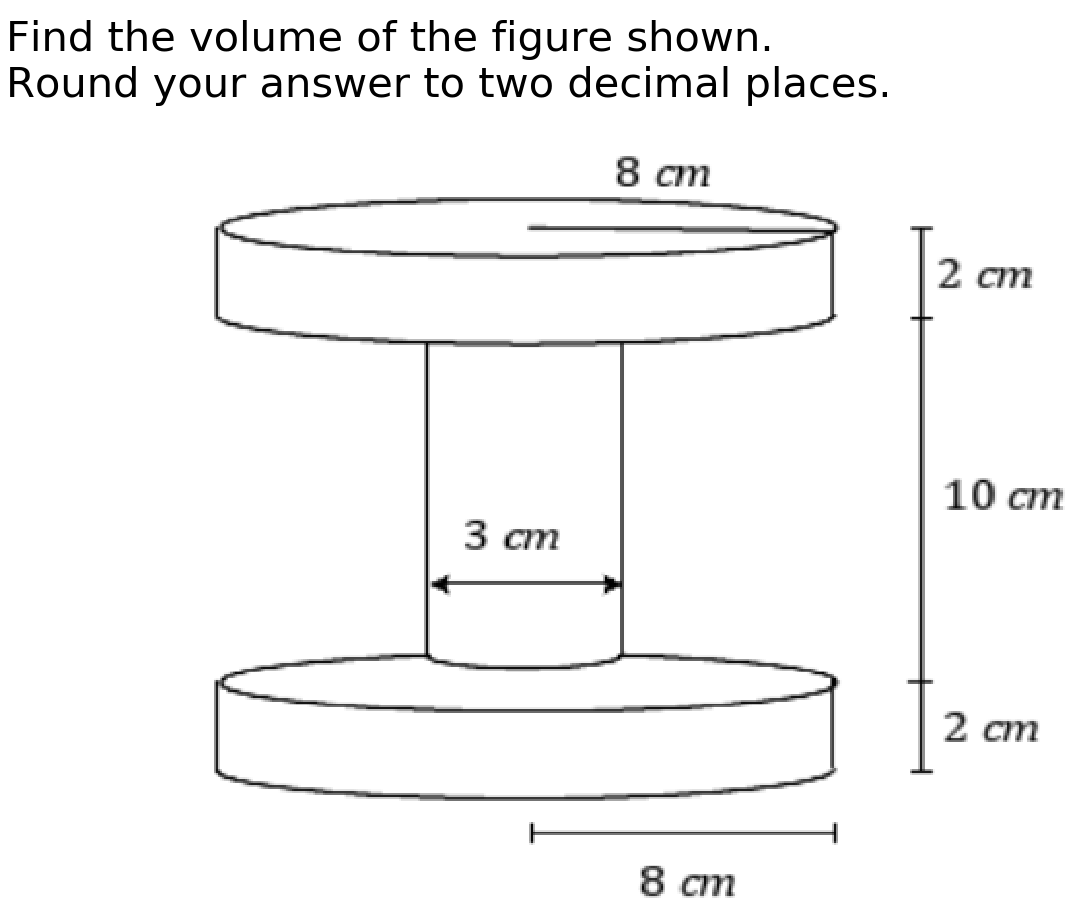 Find the volume of the figure shown.
Round your answer to two decimal places.
8 cm
2 cm
10 cm
3 cm
2 cm
8 cm